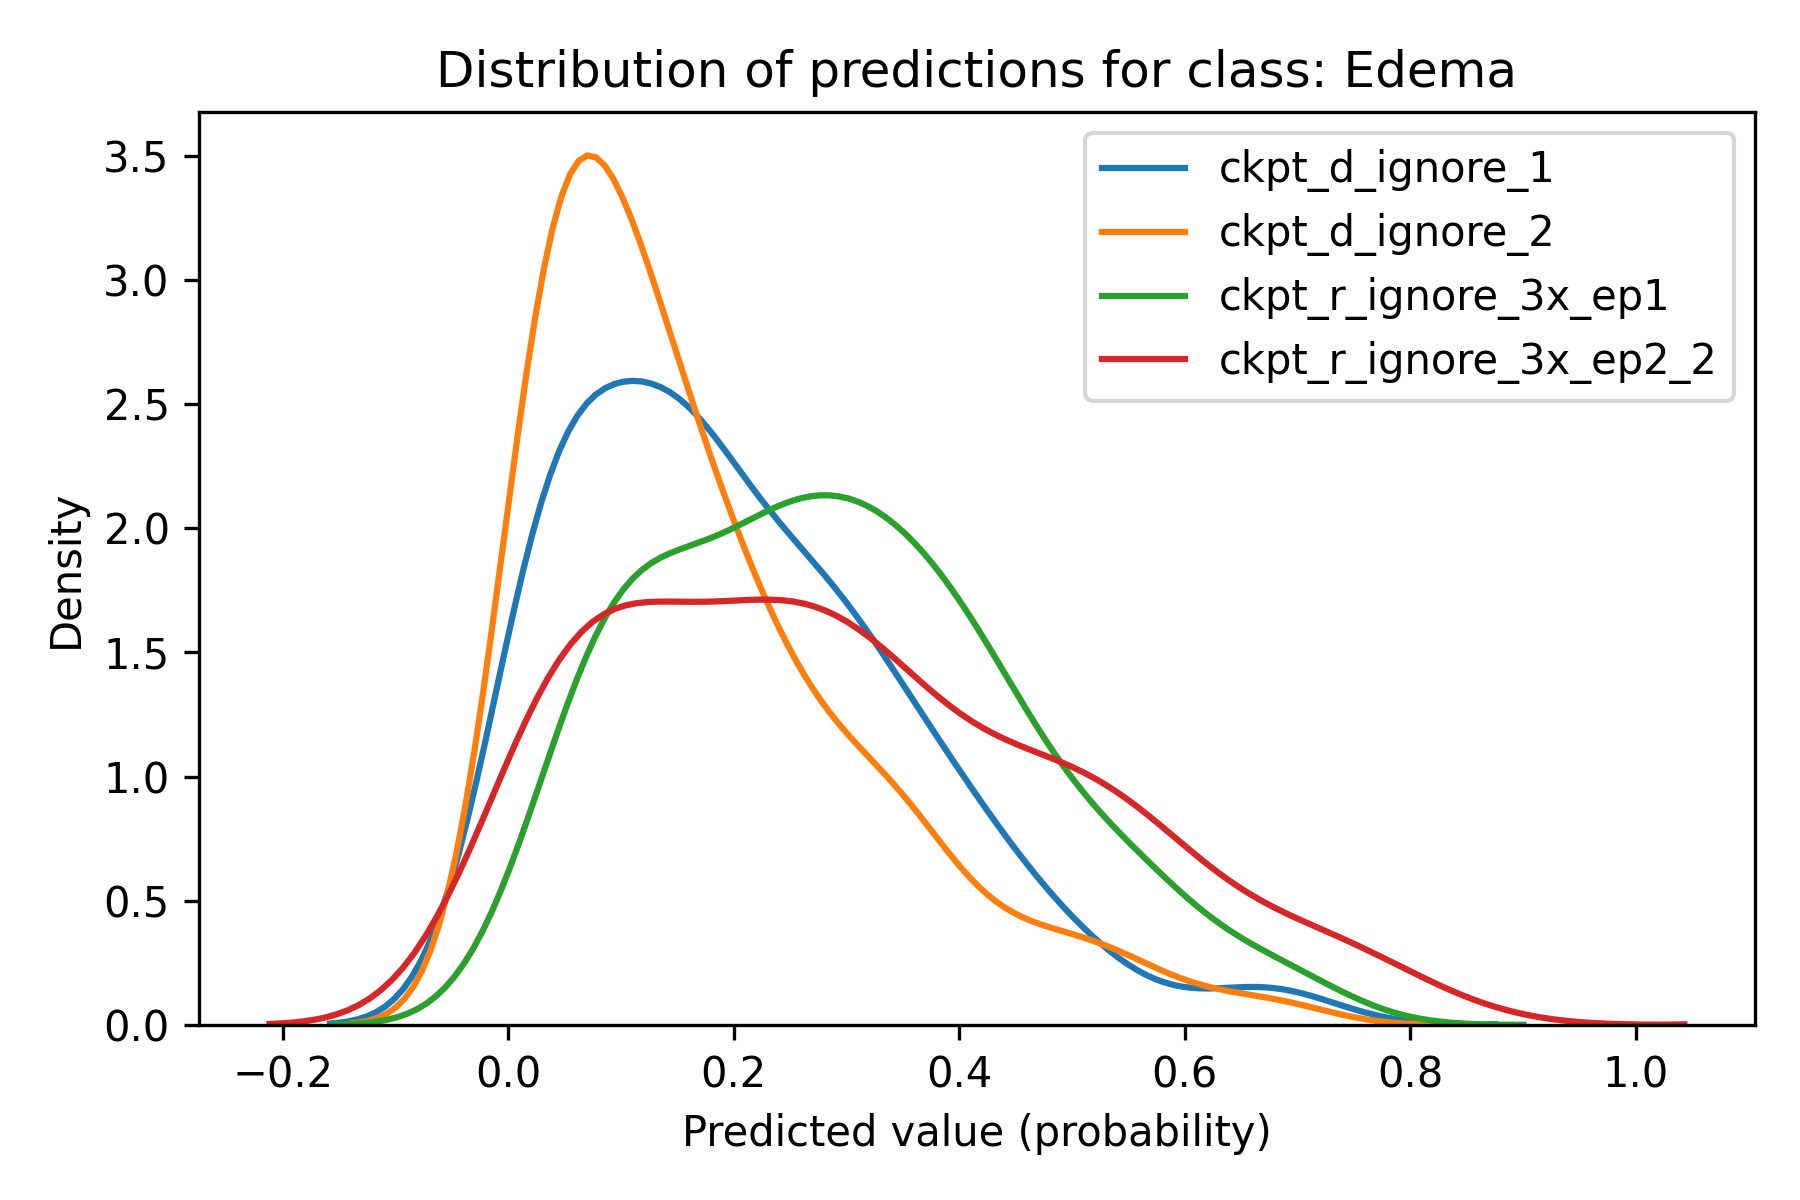 Distribution of predictions for class: Edema
ckpt_d_ignore_1
ckpt_d_ignore_2
ckpt_r_ignore_3x_ep1
ckpt_r_ignore_3x_ep2_2
3.5
3.0
2.5
2.0
1.5
1.0
0.5
0.0
Density
−0.2 0.0 0.2 0.4 0.6 0.8 1.0
Predicted value (probability)